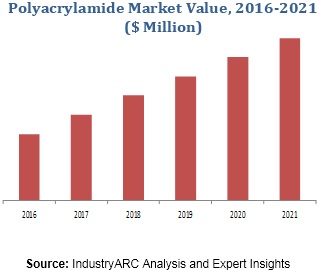 Polyacrylamide Market Value, 2016-2021
($ Million)
2016 2017 2018 2019 2020 2021
Source: IndustryARC Analysis and Expert Insights